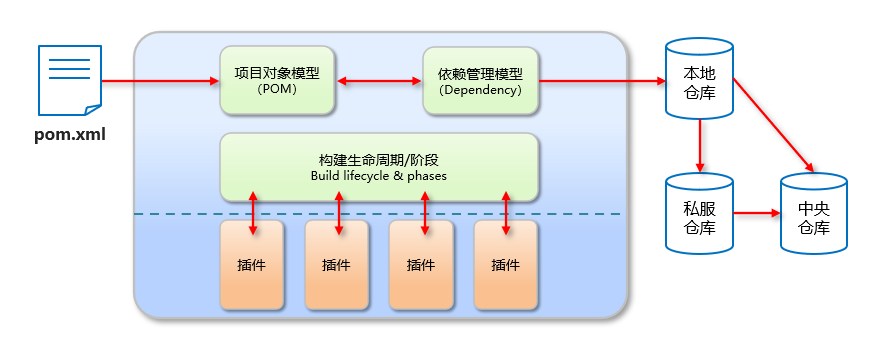 pom.xml
项目对象模型
（POM）
依赖管理模型
（Dependency）
本地
仓库
构建生命周期/阶段
Build lifecycle & phases
私服
仓库
中央
仓库
插件
插件
插件
插件